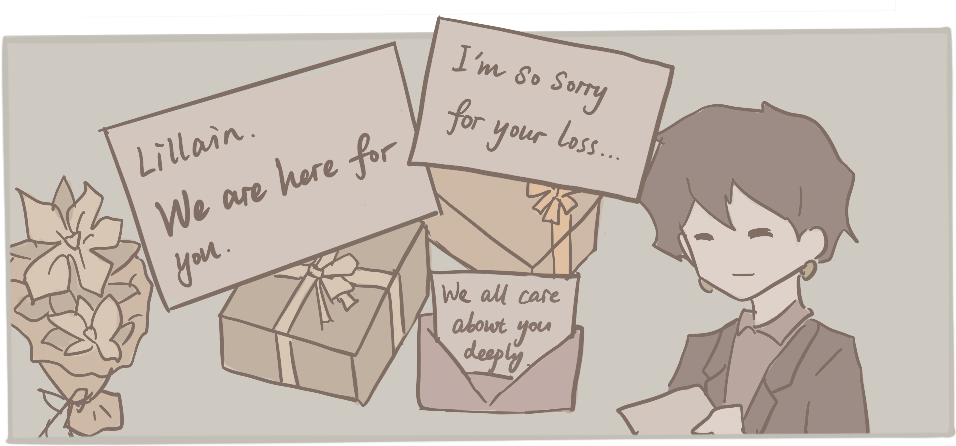 Lillain.
We are here for
you.
I'm so sorry
for your loss...
We all care
about you
deeply.